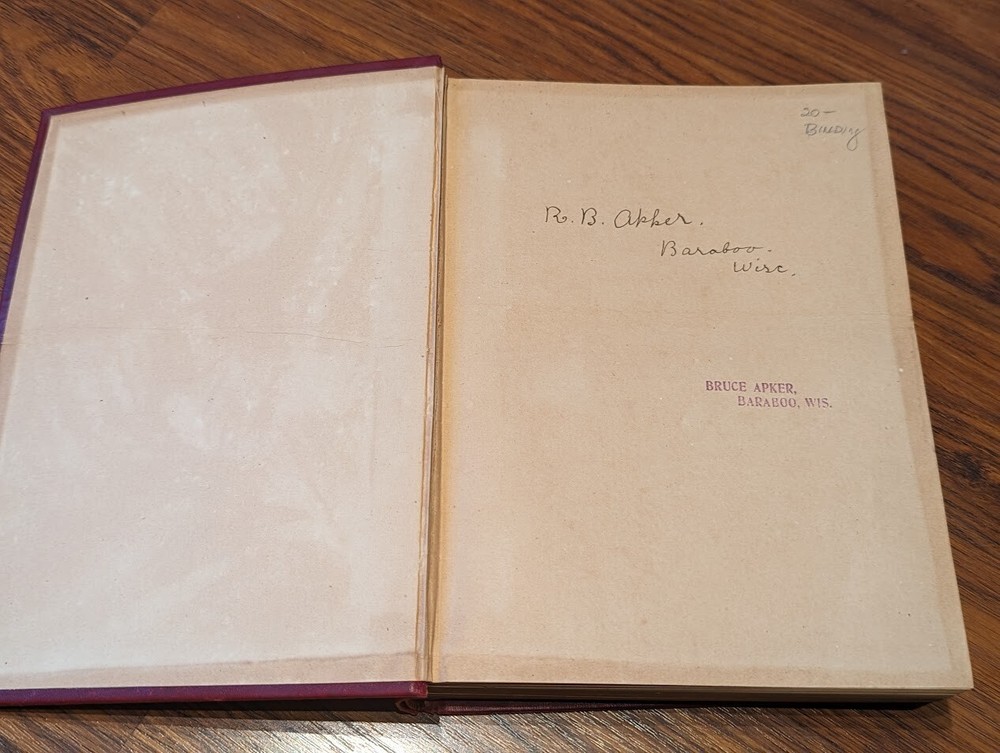 20-
Binding
R. B. Apker.
Baraboo.
Wisc.
BRUCE APKER,
BARABOO, WIS.